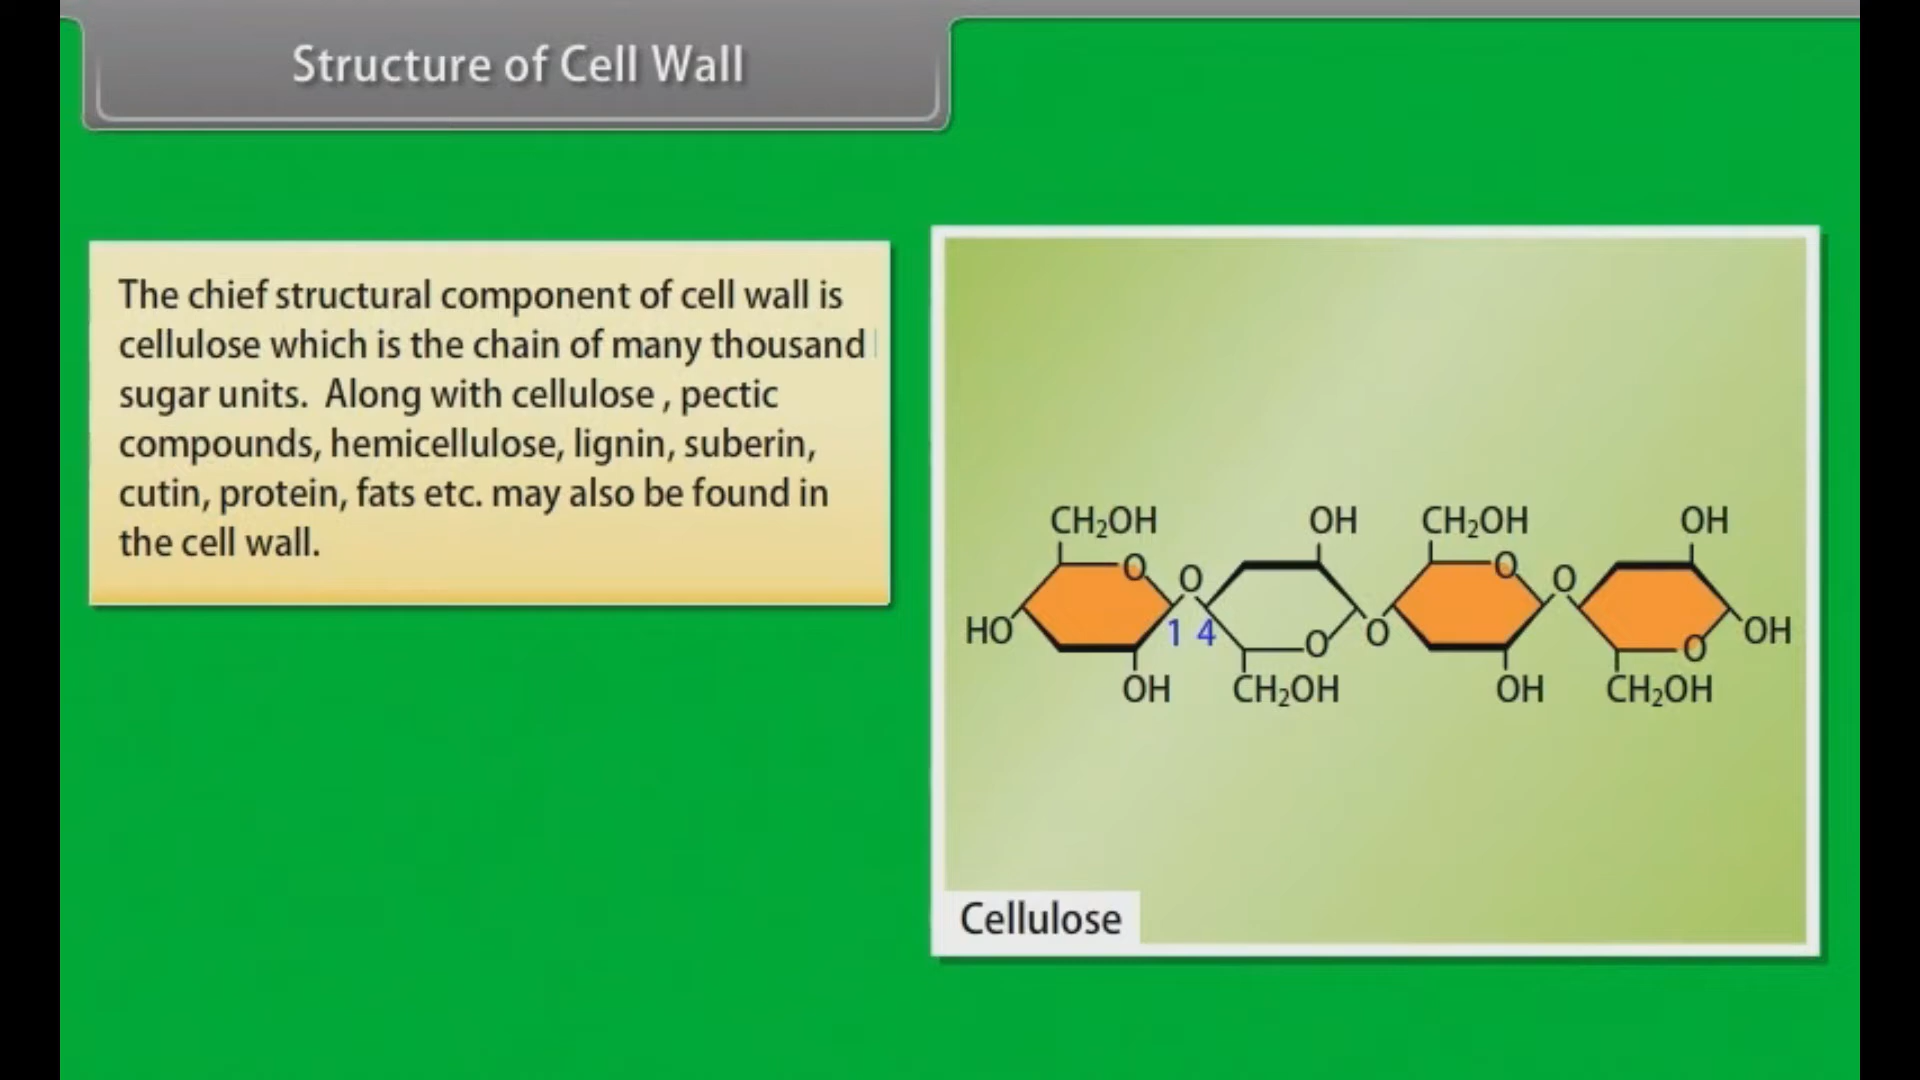 Structure of Cell Wall
The chief structural component of cell wall is
cellulose which is the chain of many thousand
sugar units.  Along with cellulose , pectic
compounds, hemicellulose, lignin, suberin,
cutin, protein, fats etc. may also be found in
the cell wall.
CH₂OH OH CH₂OH OH
O O O O
HO 1 4 O O O OH
OH CH₂OH OH CH₂OH
Cellulose